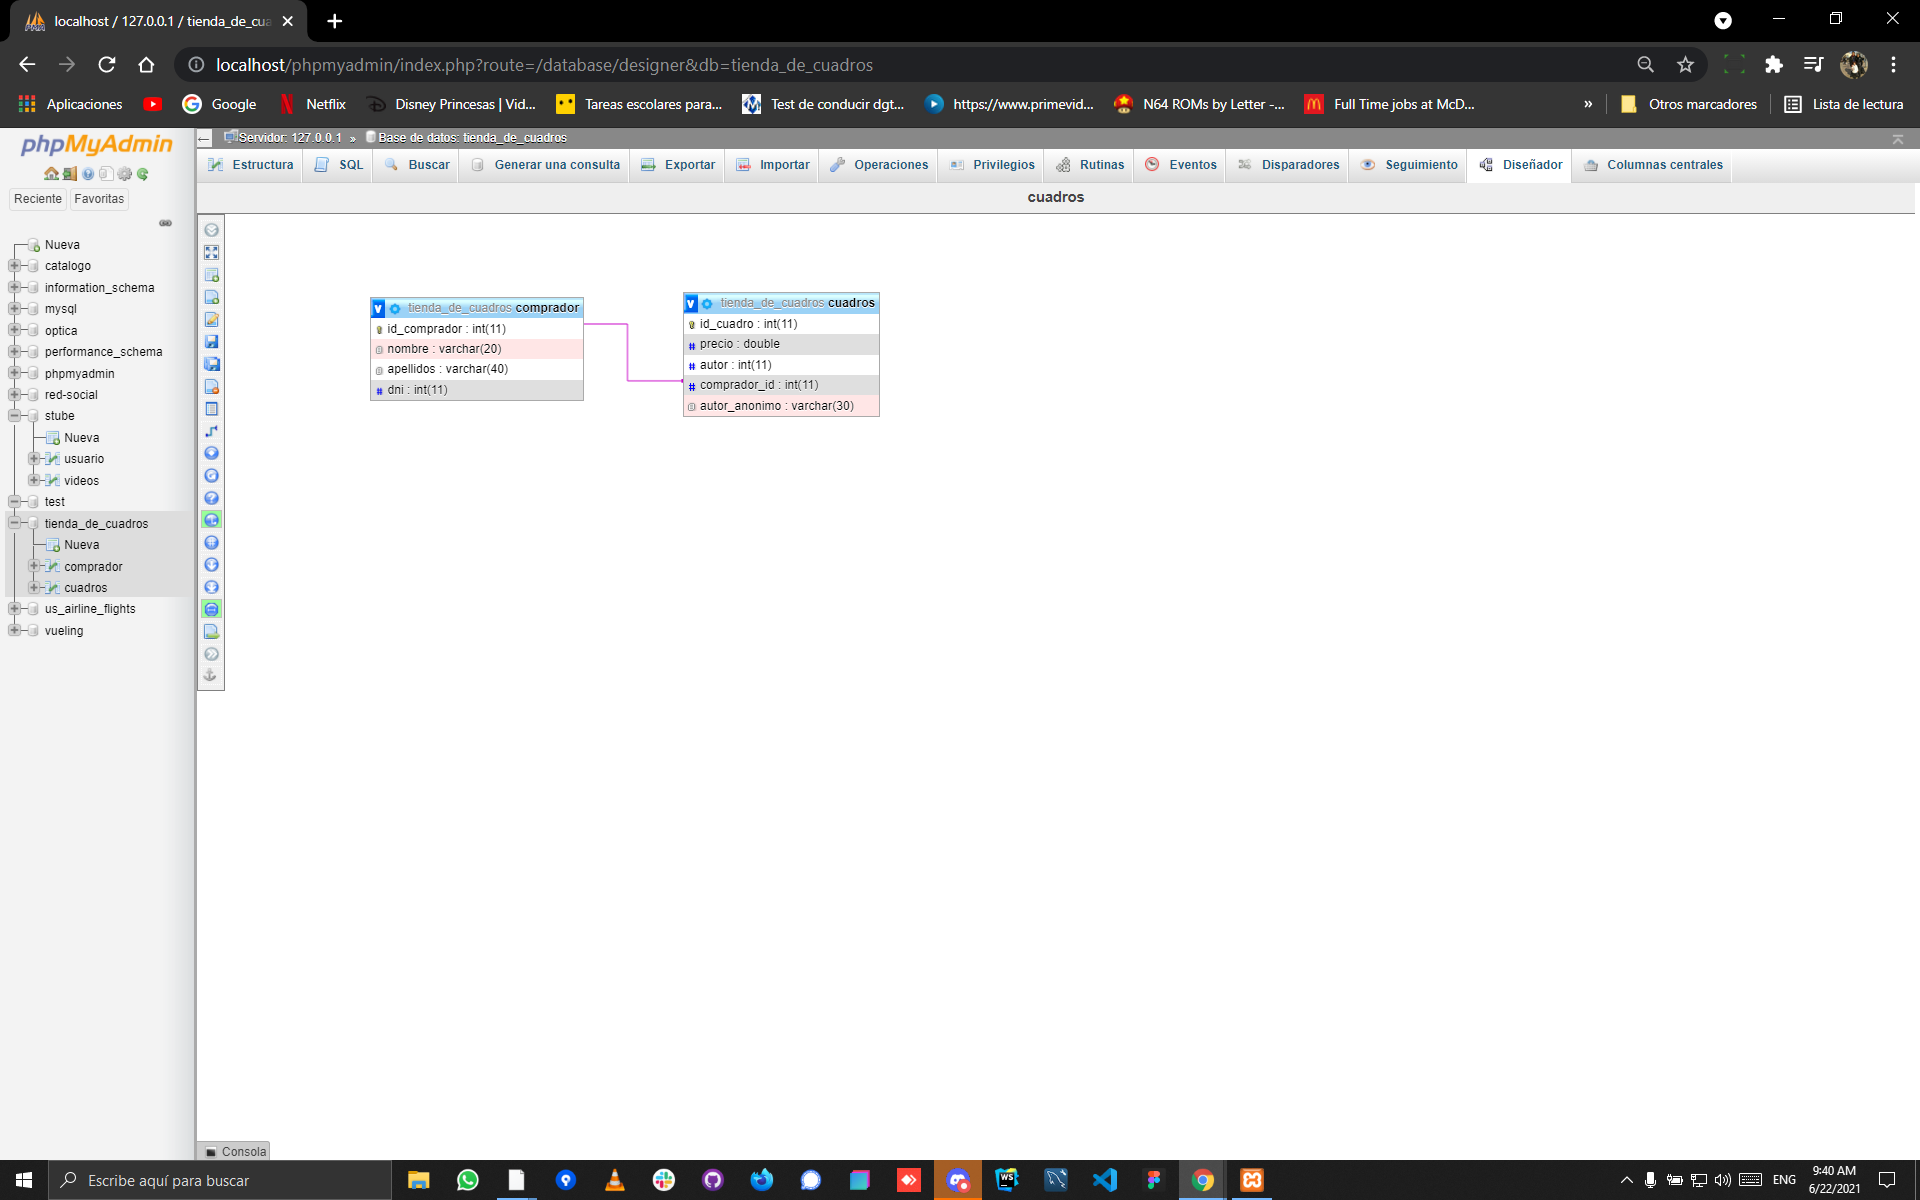 localhost / 127.0.0.1 / tienda_de_cua
localhost/phpmyadmin/index.php?route=/database/designer&db=tienda_de_cuadros
Aplicaciones
Google
Netflix
Disney Princesas | Vid...
Tareas escolares para...
Test de conducir dgt...
https://www.primevid...
N64 ROMs by Letter -...
Full Time jobs at McD...
»
Otros marcadores
Lista de lectura
phpMyAdmin
Reciente
Favoritas
Nueva
catalogo
information_schema
mysql
optica
performance_schema
phpmyadmin
red-social
stube
Nueva
usuario
videos
test
tienda_de_cuadros
Nueva
comprador
cuadros
us_airline_flights
vueling
Servidor: 127.0.0.1 » Base de datos: tienda_de_cuadros
Estructura
SQL
Buscar
Generar una consulta
Exportar
Importar
Operaciones
Privilegios
Rutinas
Eventos
Disparadores
Seguimiento
Diseñador
Columnas centrales
cuadros
v tienda_de_cuadros comprador
id_comprador : int(11)
nombre : varchar(20)
apellidos : varchar(40)
# dni : int(11)
v tienda_de_cuadros cuadros
id_cuadro : int(11)
# precio : double
# autor : int(11)
# comprador_id : int(11)
autor_anonimo : varchar(30)
Consola
Escribe aquí para buscar
WS
ENG
9:40 AM
6/22/2021